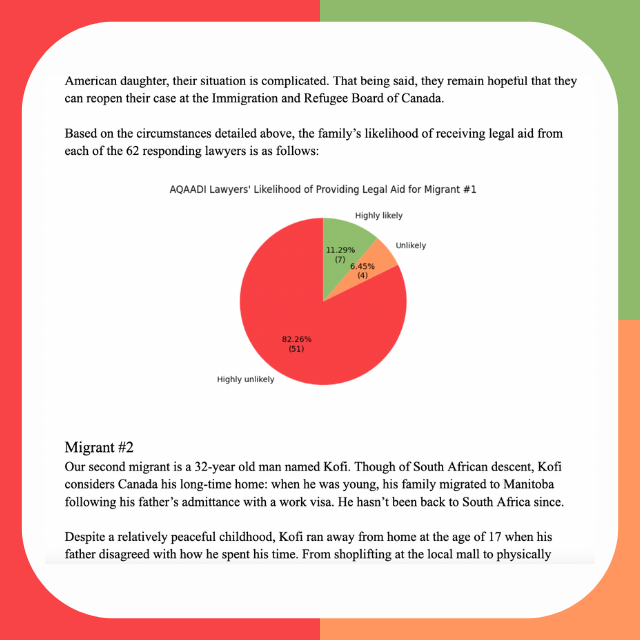 American daughter, their situation is complicated. That being said, they remain hopeful that they
can reopen their case at the Immigration and Refugee Board of Canada.
Based on the circumstances detailed above, the family's likelihood of receiving legal aid from
each of the 62 responding lawyers is as follows:
AQAADI Lawyers' Likelihood of Providing Legal Aid for Migrant #1
Highly likely
11.29%
(7)
Unlikely
6.45%
(4)
82.26%
(51)
Highly unlikely
Migrant #2
Our second migrant is a 32-year old man named Kofi. Though of South African descent, Kofi
considers Canada his long-time home: when he was young, his family migrated to Manitoba
following his father's admittance with a work visa. He hasn't been back to South Africa since.
Despite a relatively peaceful childhood, Kofi ran away from home at the age of 17 when his
father disagreed with how he spent his time. From shoplifting at the local mall to physically